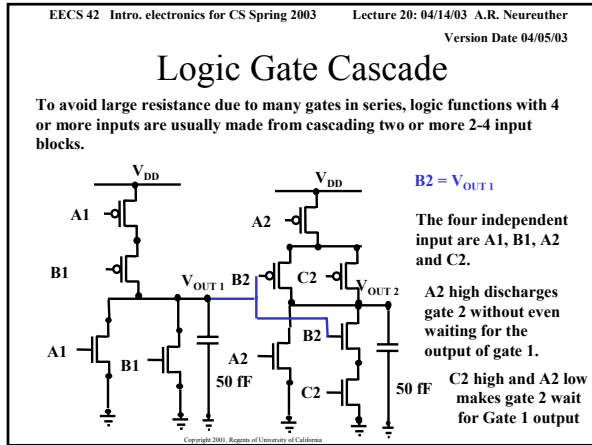 EECS 42 Intro. electronics for CS Spring 2003 Lecture 20: 04/14/03 A.R. Neureuther
Version Date 04/05/03
Logic Gate Cascade
To avoid large resistance due to many gates in series, logic functions with 4
or more inputs are usually made from cascading two or more 2-4 input
blocks.
VDD
A1
B1
VOUT 1
A1
B1
50 fF
VDD
A2
B2
C2
VOUT 2
B2
A2
C2
50 fF
B2 = VOUT 1
The four independent
input are A1, B1, A2
and C2.
A2 high discharges
gate 2 without even
waiting for the
output of gate 1.
C2 high and A2 low
makes gate 2 wait
for Gate 1 output
Copyright 2001, Regents of University of California